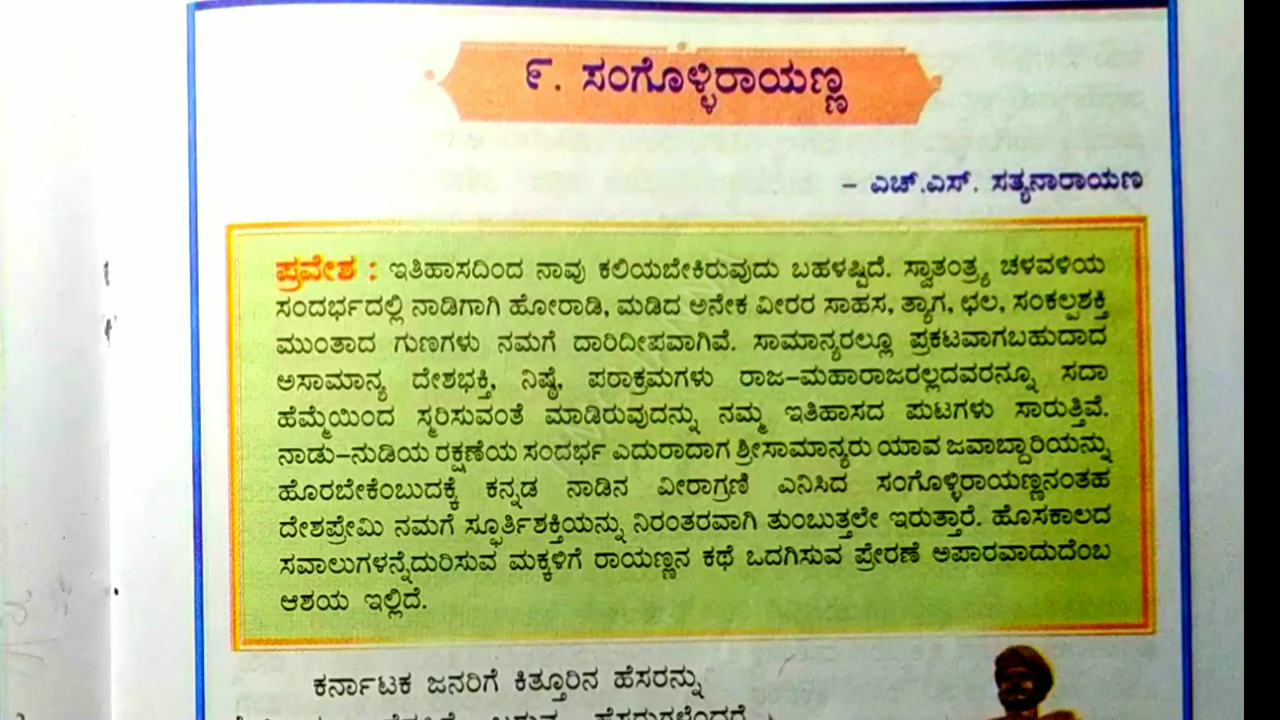 ೯. ಸಂಗೊಳ್ಳಿರಾಯಣ್ಣ
– ಎಚ್.ಎಸ್. ಸತ್ಯನಾರಾಯಣ
ಪ್ರವೇಶ : ಇತಿಹಾಸದಿಂದ ನಾವು ಕಲಿಯಬೇಕಿರುವುದು ಬಹಳಷ್ಟಿದೆ. ಸ್ವಾತಂತ್ರ್ಯ ಚಳವಳಿಯ
ಸಂದರ್ಭದಲ್ಲಿ ನಾಡಿಗಾಗಿ ಹೋರಾಡಿ, ಮಡಿದ ಅನೇಕ ವೀರರ ಸಾಹಸ, ತ್ಯಾಗ, ಛಲ, ಸಂಕಲ್ಪಶಕ್ತಿ
ಮುಂತಾದ ಗುಣಗಳು ನಮಗೆ ದಾರಿದೀಪವಾಗಿವೆ. ಸಾಮಾನ್ಯರಲ್ಲೂ ಪ್ರಕಟವಾಗಬಹುದಾದ
ಅಸಾಮಾನ್ಯ ದೇಶಭಕ್ತಿ, ನಿಷ್ಠೆ, ಪರಾಕ್ರಮಗಳು ರಾಜ–ಮಹಾರಾಜರಲ್ಲದವರನ್ನೂ ಸದಾ
ಹೆಮ್ಮೆಯಿಂದ ಸ್ಮರಿಸುವಂತೆ ಮಾಡಿರುವುದನ್ನು ನಮ್ಮ ಇತಿಹಾಸದ ಪುಟಗಳು ಸಾರುತ್ತಿವೆ.
ನಾಡು–ನುಡಿಯ ರಕ್ಷಣೆಯ ಸಂದರ್ಭ ಎದುರಾದಾಗ ಶ್ರೀಸಾಮಾನ್ಯರು ಯಾವ ಜವಾಬ್ದಾರಿಯನ್ನು
ಹೊರಬೇಕೆಂಬುದಕ್ಕೆ ಕನ್ನಡ ನಾಡಿನ ವೀರಾಗ್ರಣಿ ಎನಿಸಿದ ಸಂಗೊಳ್ಳಿರಾಯಣ್ಣನಂತಹ
ದೇಶಪ್ರೇಮಿ ನಮಗೆ ಸ್ಫೂರ್ತಿಶಕ್ತಿಯನ್ನು ನಿರಂತರವಾಗಿ ತುಂಬುತ್ತಲೇ ಇರುತ್ತಾರೆ. ಹೊಸಕಾಲದ
ಸವಾಲುಗಳನ್ನೆದುರಿಸುವ ಮಕ್ಕಳಿಗೆ ರಾಯಣ್ಣನ ಕಥೆ ಒದಗಿಸುವ ಪ್ರೇರಣೆ ಅಪಾರವಾದುದೆಂಬ
ಆಶಯ ಇಲ್ಲಿದೆ.
ಕರ್ನಾಟಕ ಜನರಿಗೆ ಕಿತ್ತೂರಿನ ಹೆಸರನ್ನು